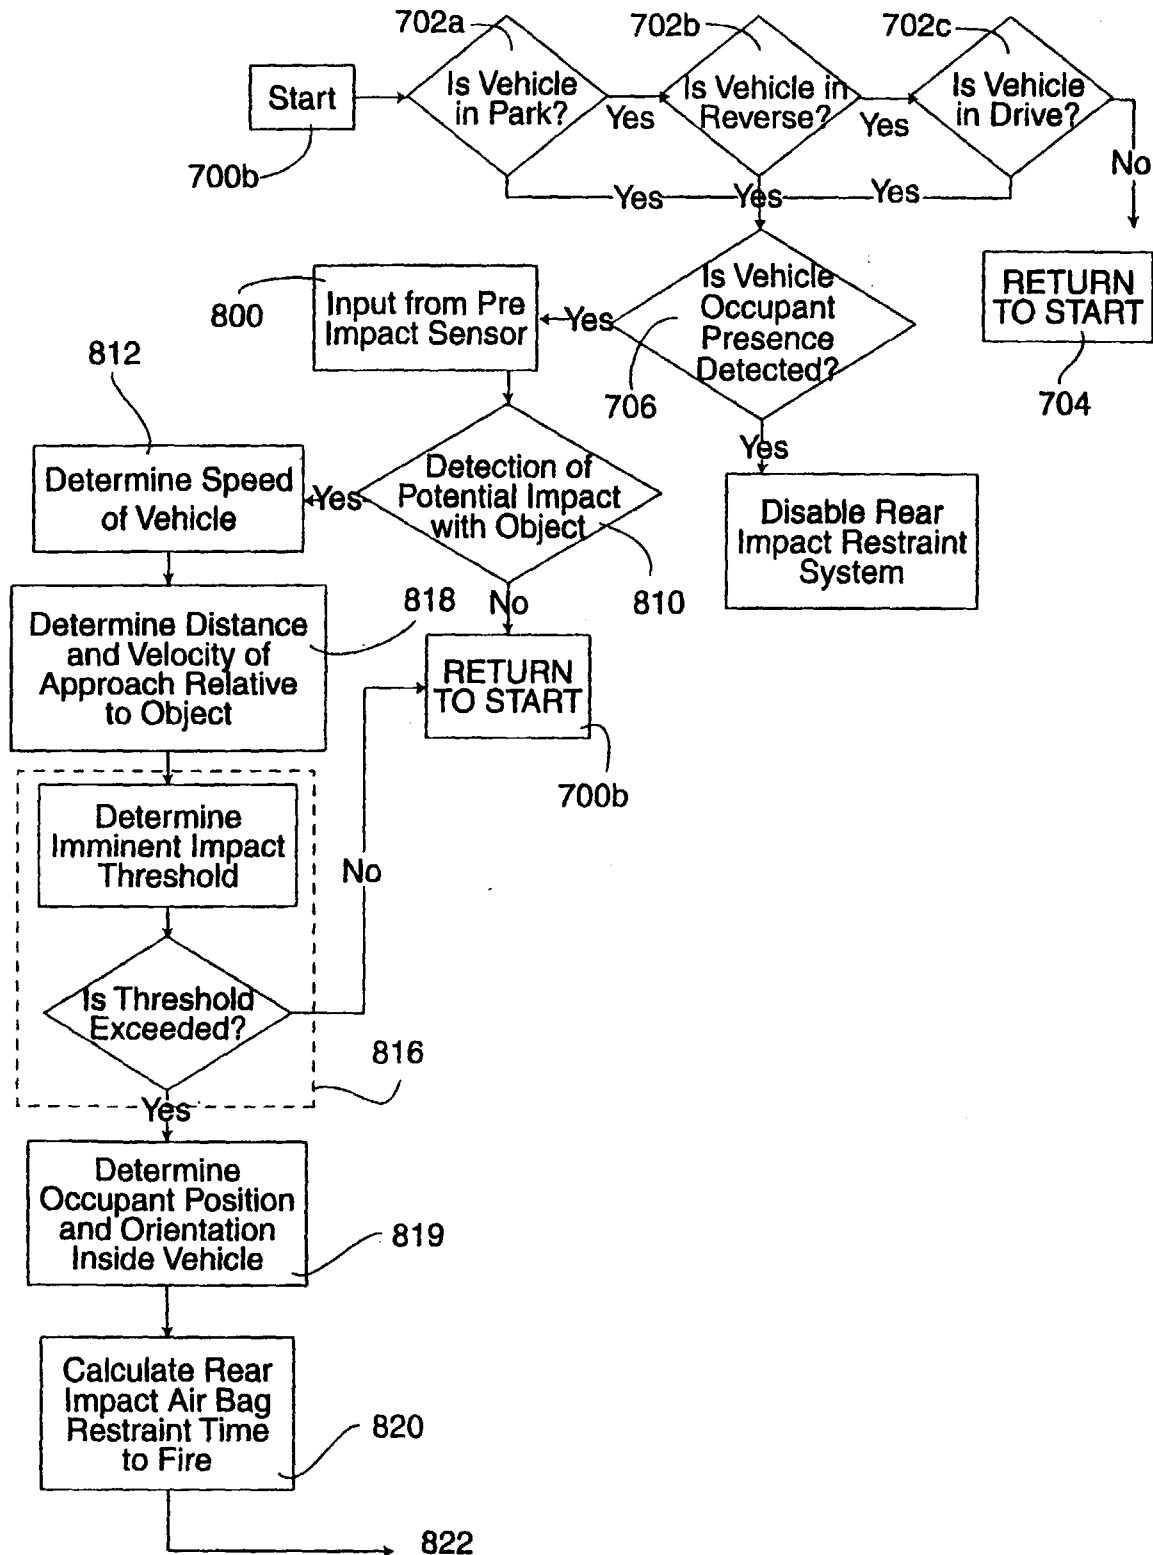 702a
702b
702c
Start
Is Vehicle
in Park?
Yes
Is Vehicle in
Reverse?
Yes
Is Vehicle
in Drive?
No
700b
Yes
Yes
Yes
800
Input from Pre
Impact Sensor
Yes
Is Vehicle
Occupant
Presence
Detected?
706
RETURN
TO START
704
812
Determine Speed
of Vehicle
Yes
Detection of
Potential Impact
with Object
810
Yes
Disable Rear
Impact Restraint
System
818
No
Determine Distance
and Velocity of
Approach Relative
to Object
RETURN
TO START
700b
Determine
Imminent Impact
Threshold
No
Is Threshold
Exceeded?
816
Yes
Determine
Occupant Position
and Orientation
Inside Vehicle
819
Calculate Rear
Impact Air Bag
Restraint Time
to Fire
820
822